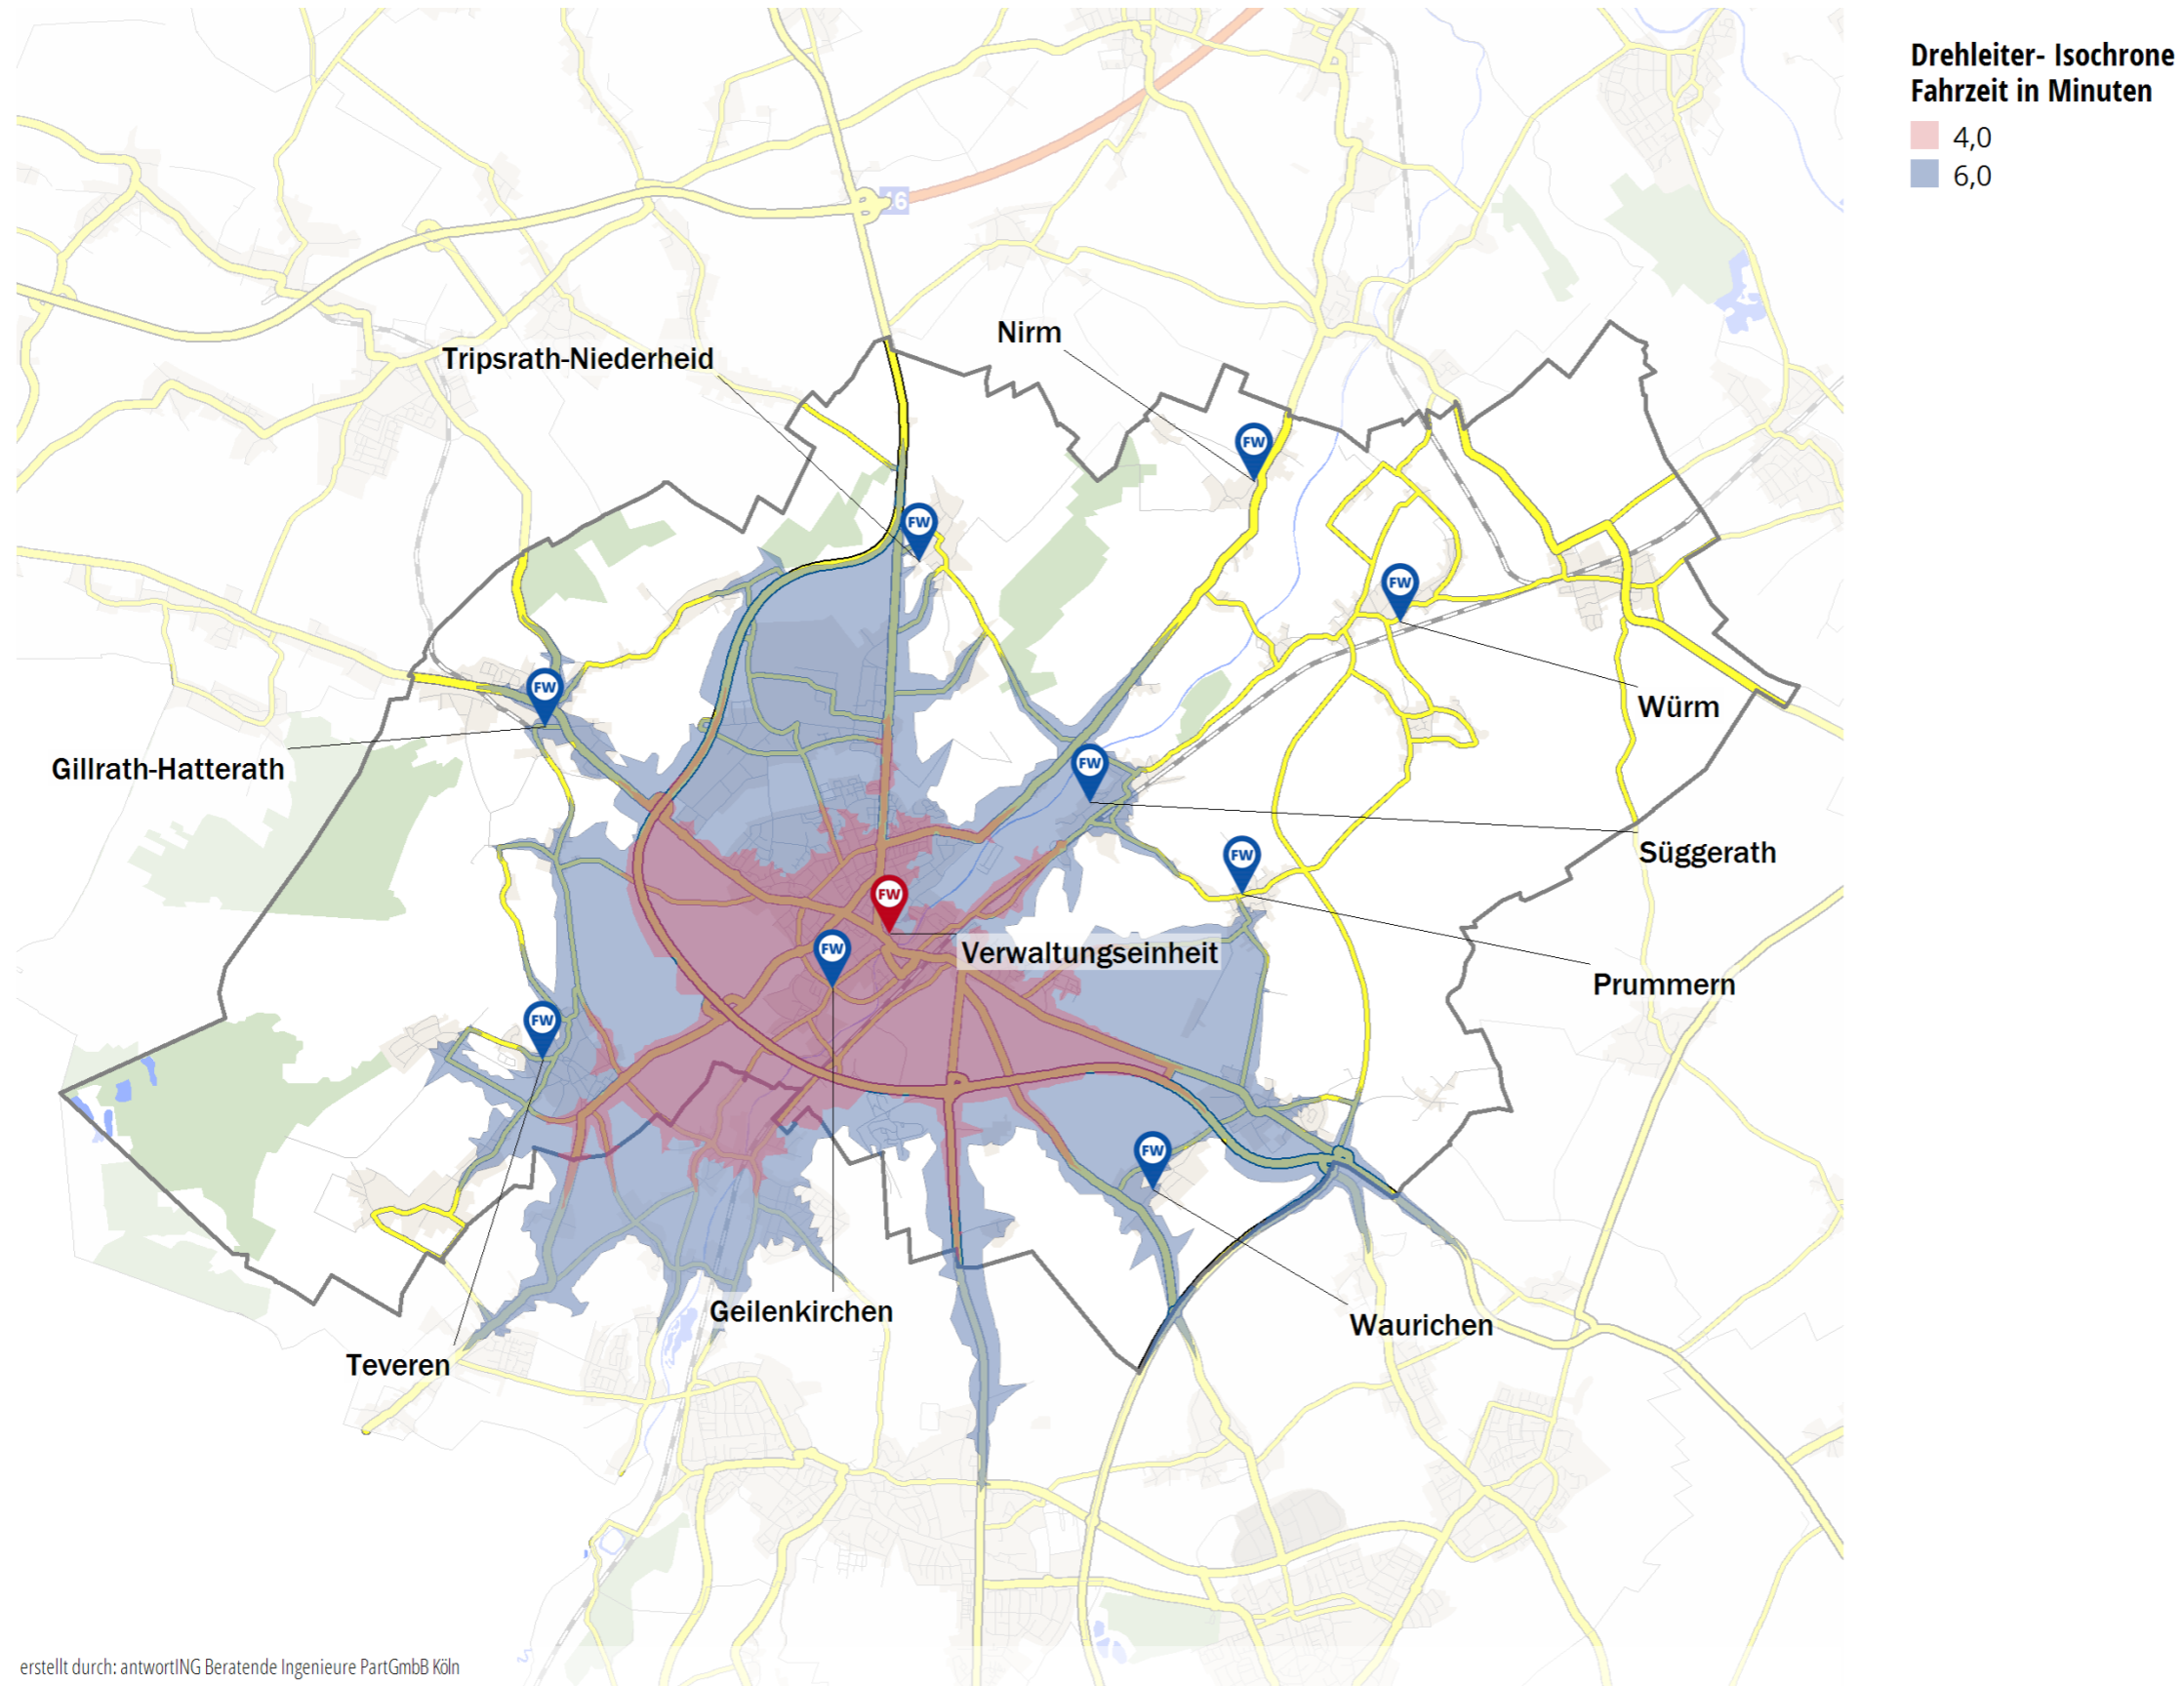 Drehleiter- Isochrone
Fahrzeit in Minuten
4,0
6,0
Nirm
Tripsrath-Niederheid
FW
FW
FW
FW
Würm
Gillrath-Hatterath
FW
Süggerath
FW
FW
FW
Verwaltungseinheit
Prummern
FW
FW
Geilenkirchen
Waurichen
Teveren
erstellt durch: antwortING Beratende Ingenieure PartGmbB Köln